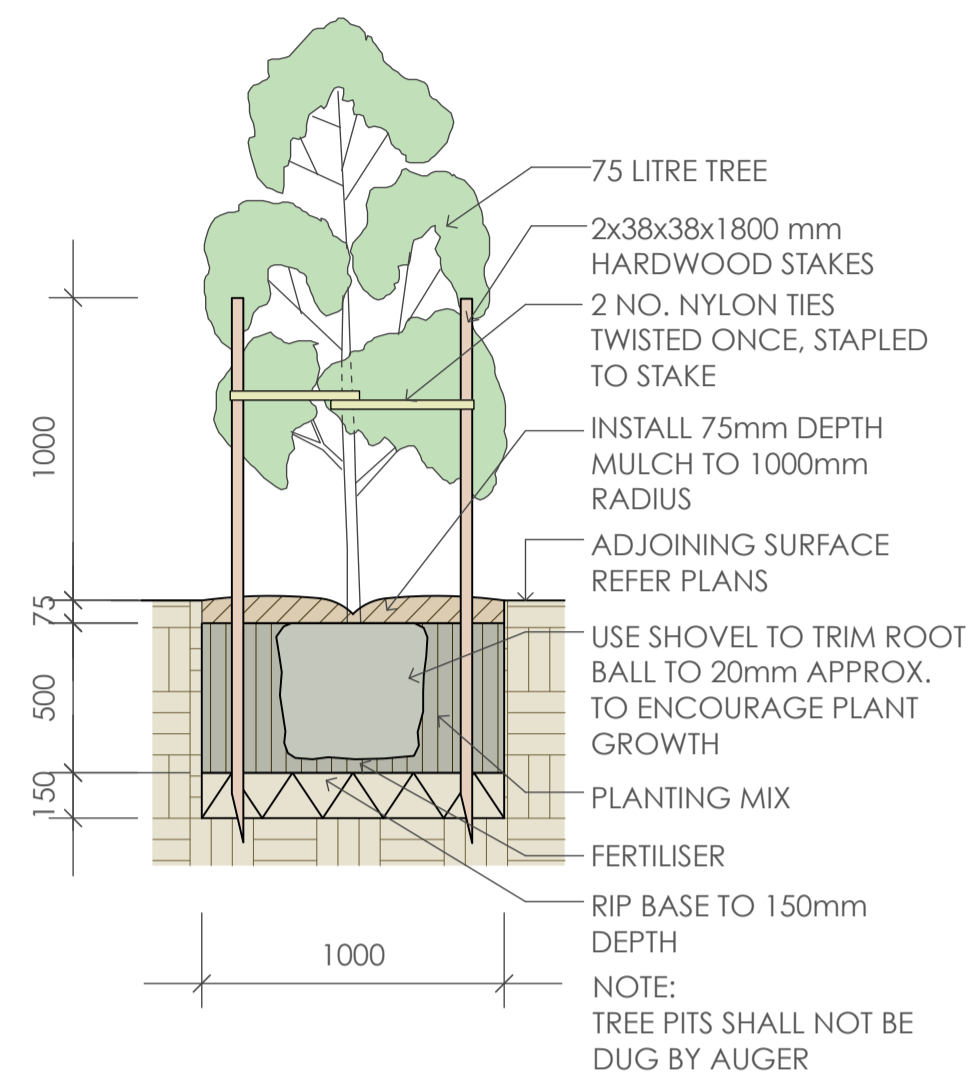 75 LITRE TREE
2x38x38x1800 mm
HARDWOOD STAKES
2 NO. NYLON TIES
TWISTED ONCE, STAPLED
TO STAKE
INSTALL 75mm DEPTH
MULCH TO 1000mm
RADIUS
ADJOINING SURFACE
REFER PLANS
USE SHOVEL TO TRIM ROOT
BALL TO 20mm APPROX.
TO ENCOURAGE PLANT
GROWTH
PLANTING MIX
FERTILISER
RIP BASE TO 150mm
DEPTH
NOTE:
TREE PITS SHALL NOT BE
DUG BY AUGER
1000
75
500
150
1000